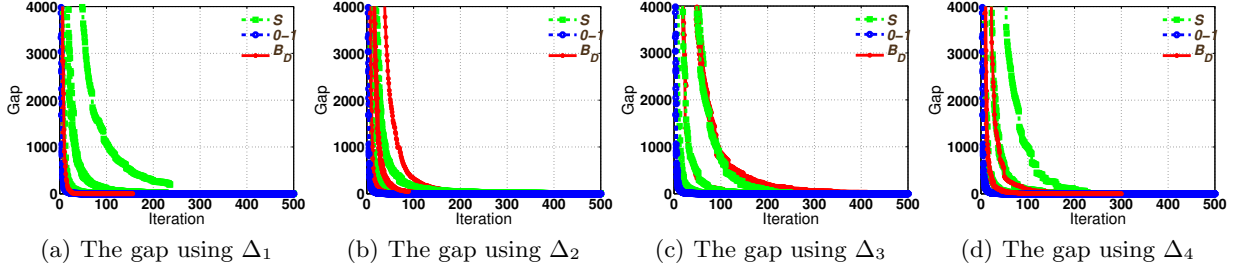 4000 3000 2000 1000 0
Gap
0 100 200 300 400 500
Iteration
S
0−1
B_D
(a) The gap using Δ₁
4000 3000 2000 1000 0
Gap
0 100 200 300 400 500
Iteration
S
0−1
B_D
(b) The gap using Δ₂
4000 3000 2000 1000 0
Gap
0 100 200 300 400 500
Iteration
S
0−1
B_D
(c) The gap using Δ₃
4000 3000 2000 1000 0
Gap
0 100 200 300 400 500
Iteration
S
0−1
B_D
(d) The gap using Δ₄